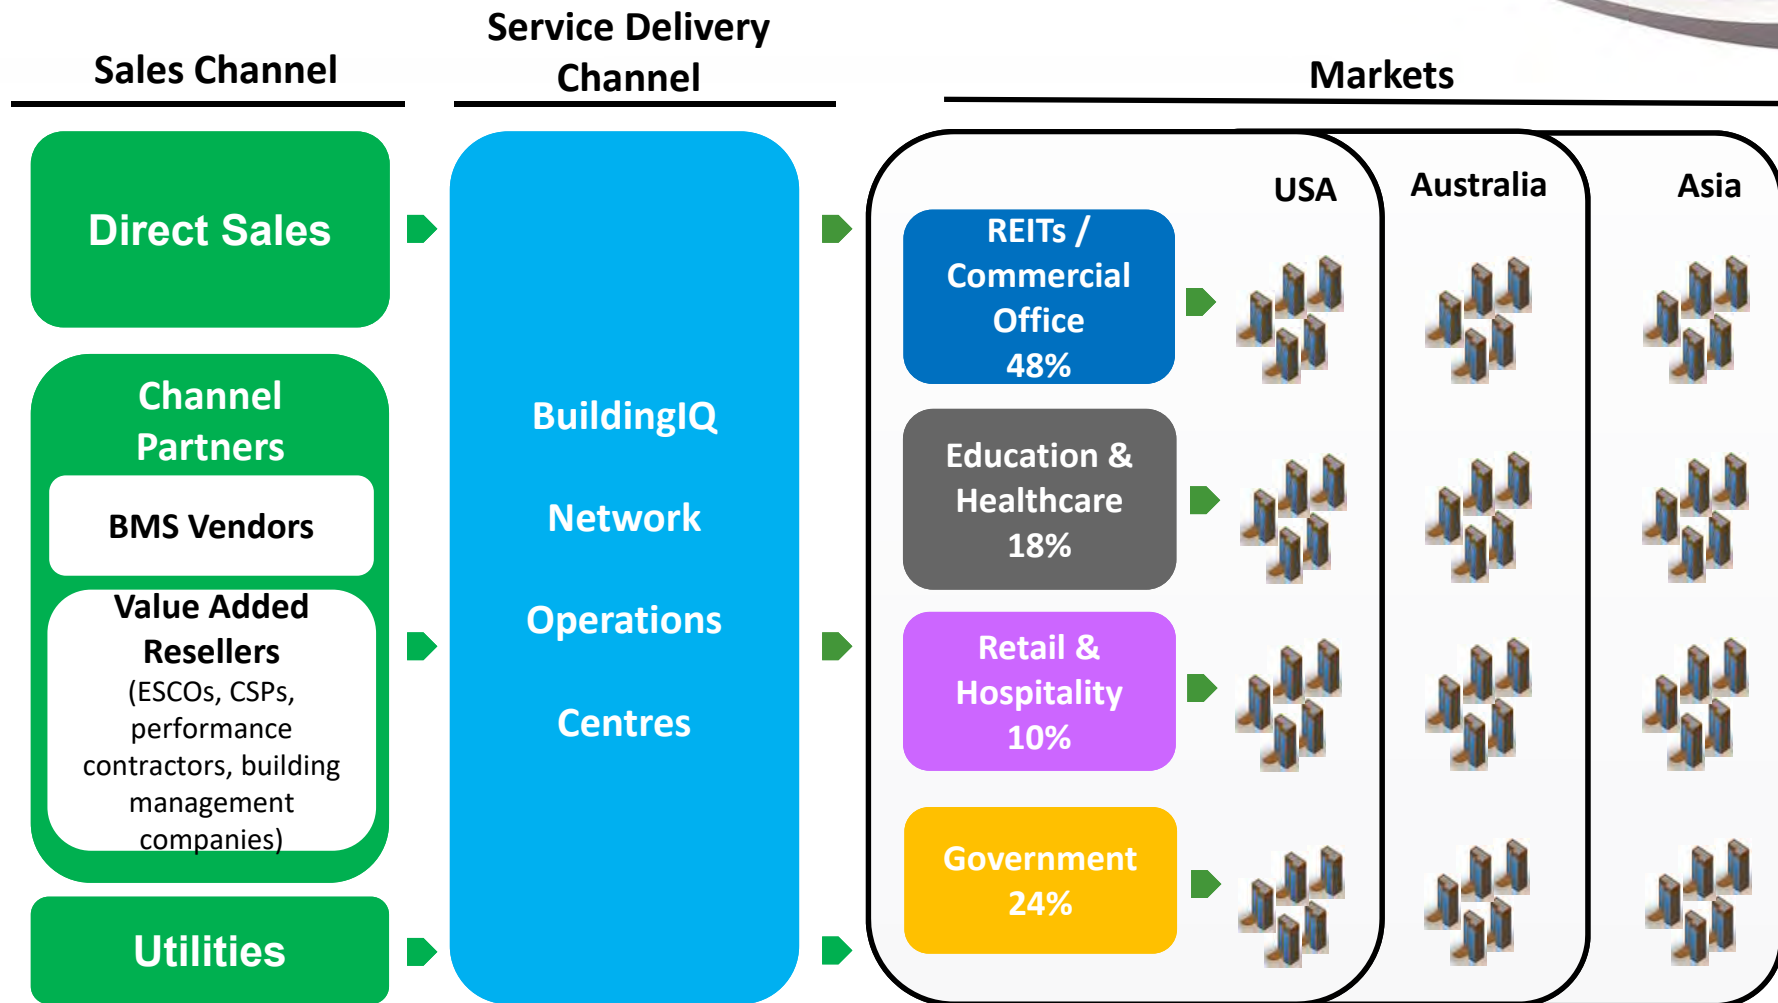 Sales Channel
Service Delivery
Channel
Markets
Direct Sales
Channel
Partners
BMS Vendors
Value Added
Resellers
(ESCOs, CSPs,
performance
contractors, building
management
companies)
Utilities
BuildingIQ
Network
Operations
Centres
USA
Australia
Asia
REITs /
Commercial
Office
48%
Education &
Healthcare
18%
Retail &
Hospitality
10%
Government
24%